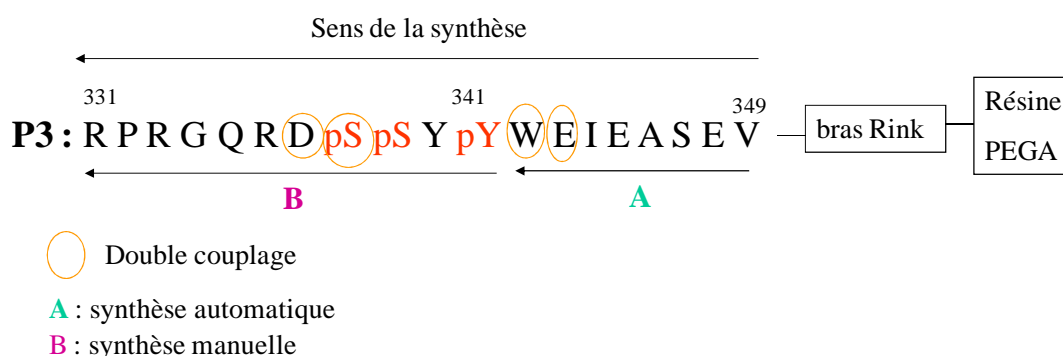 Sens de la synthèse
331 341 349
P3 : R P R G Q R D pS pS Y pY W E I E A S E V
bras Rink
Résine
PEGA
B A
Double couplage
A : synthèse automatique
B : synthèse manuelle